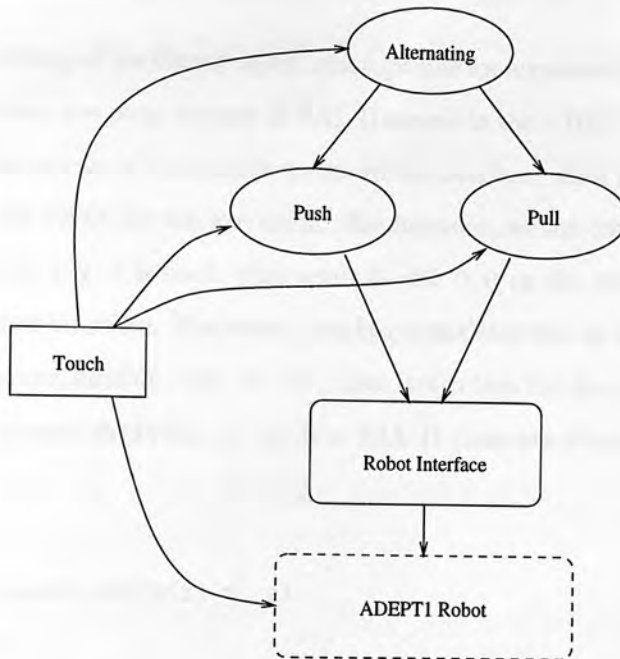 Alternating
Push
Pull
Touch
Robot Interface
ADEPT1 Robot